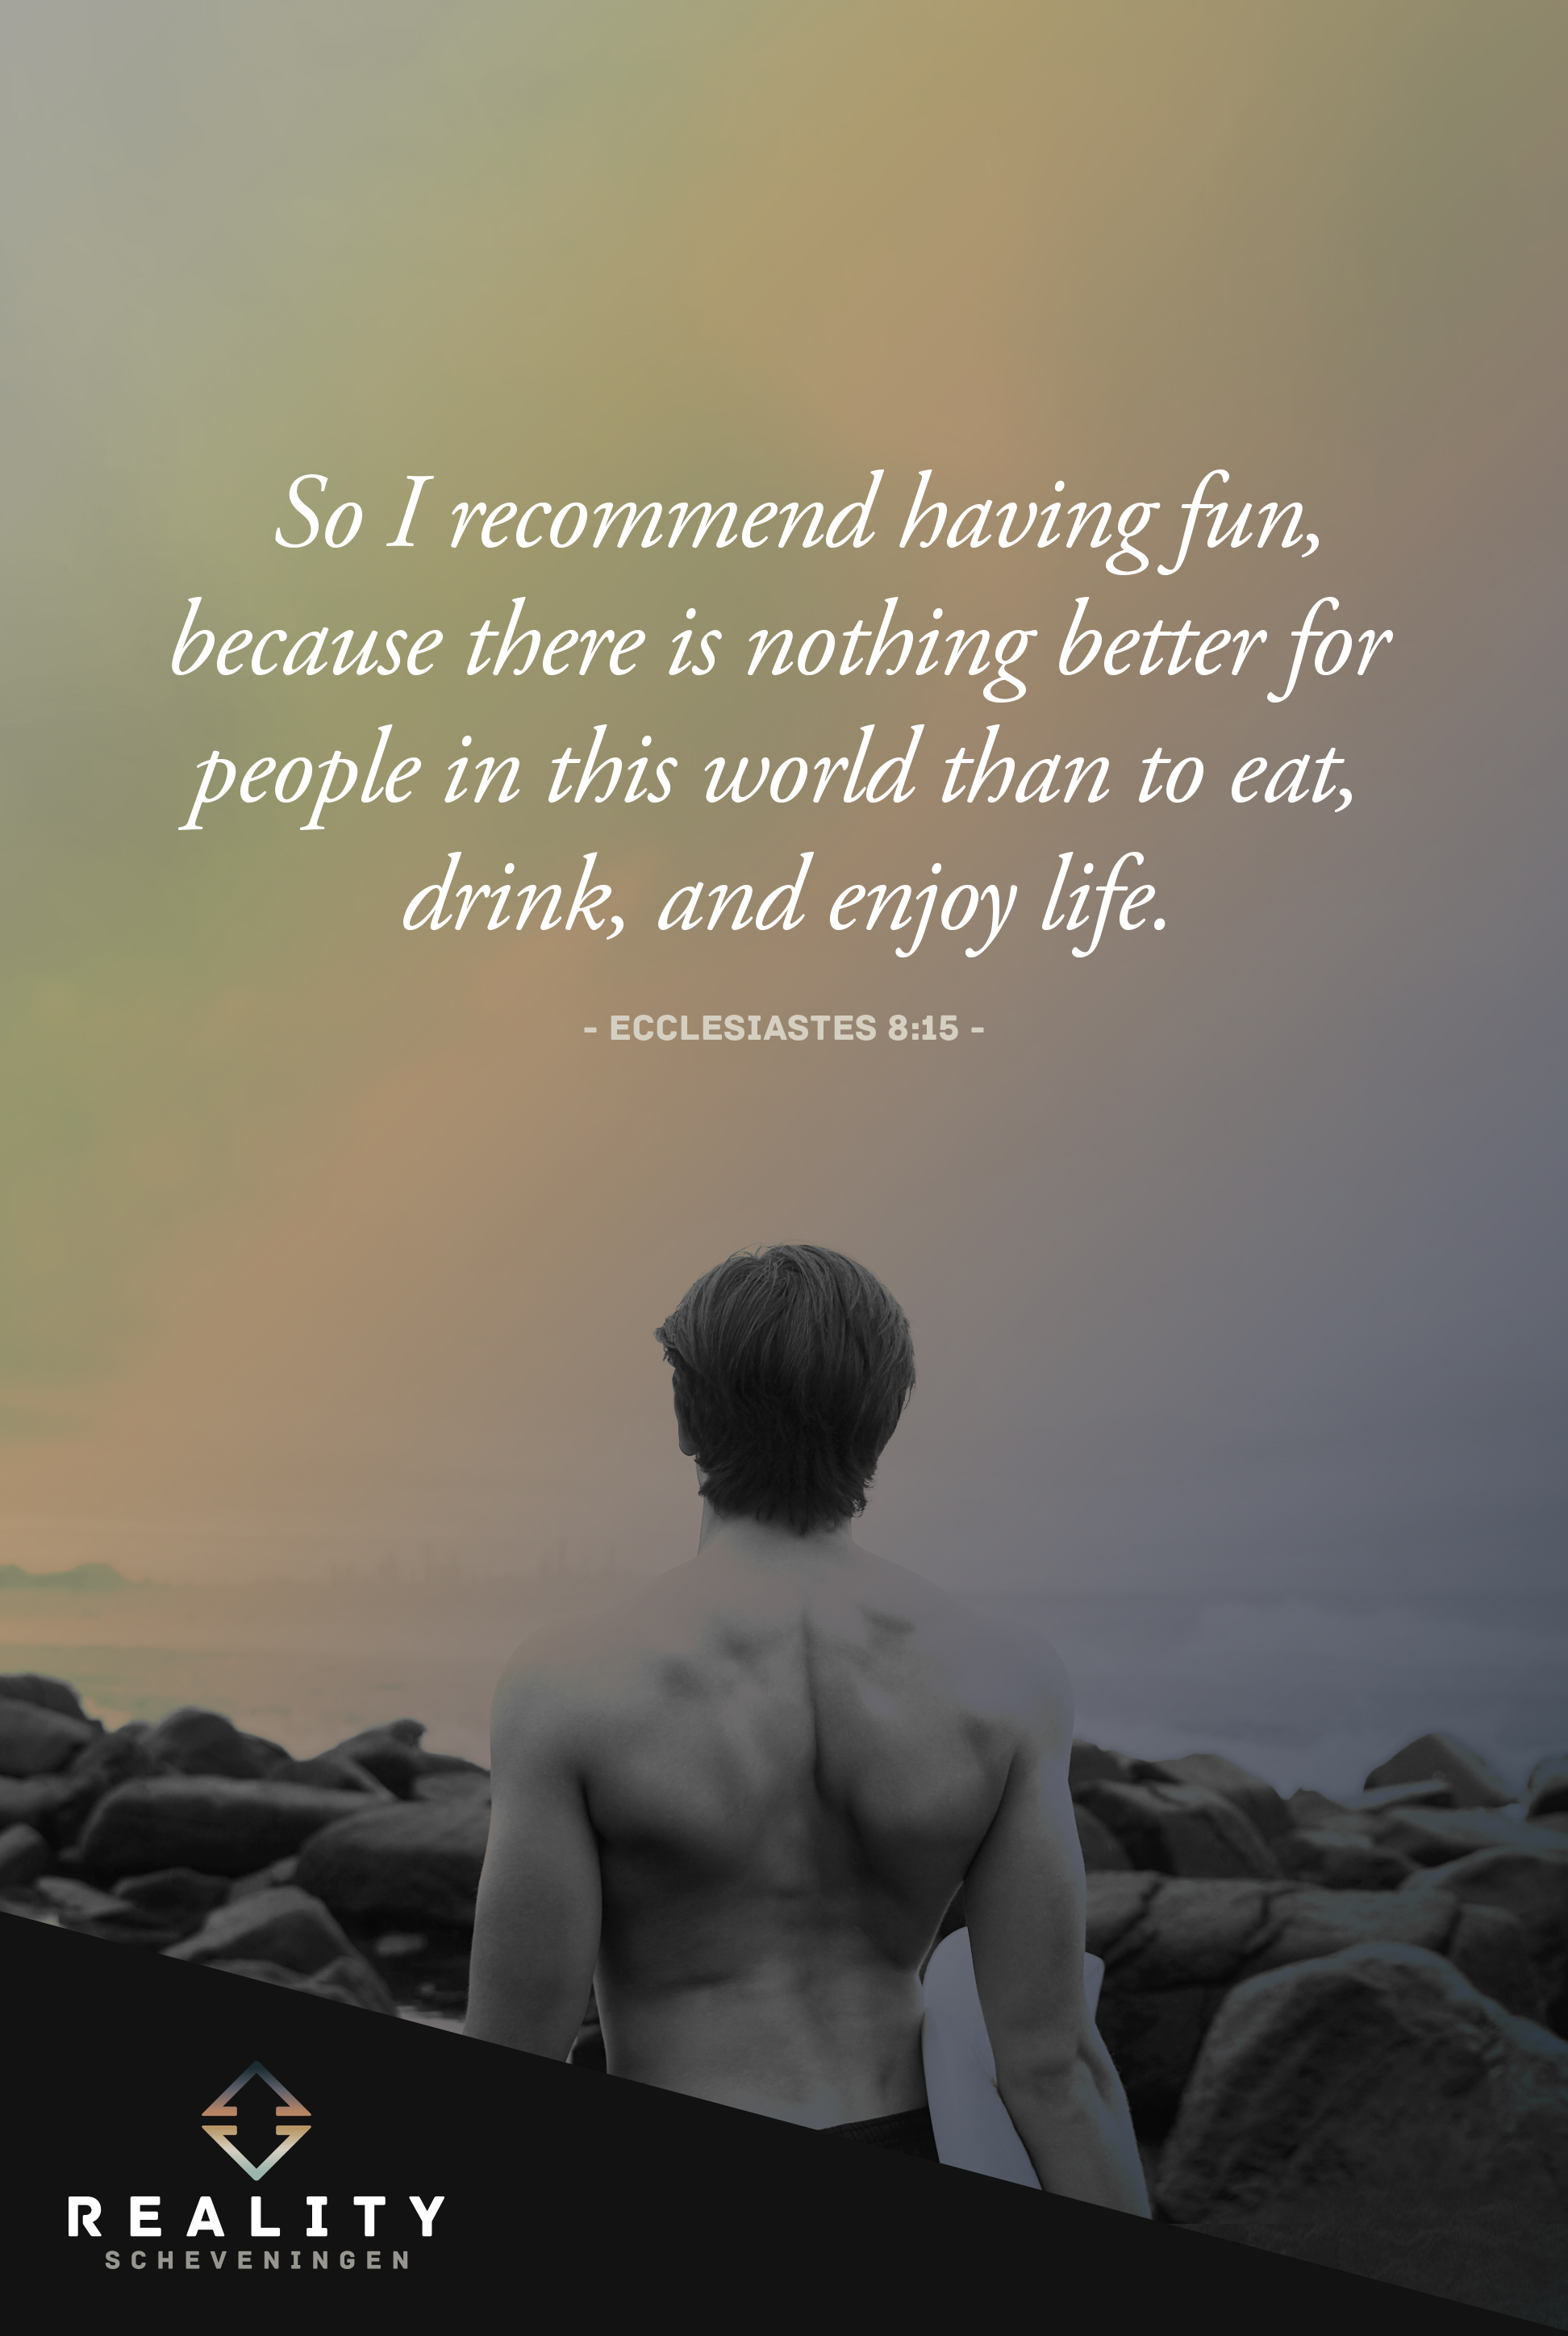 So I recommend having fun,
because there is nothing better for
people in this world than to eat,
drink, and enjoy life.
- ECCLESIASTES 8:15 -
REALITY
SCHEVENINGEN